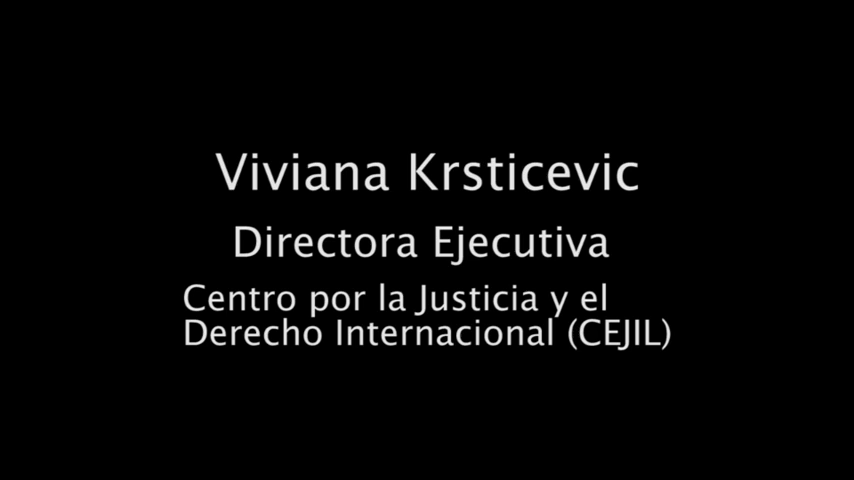 Viviana Krsticevic
Directora Ejecutiva
Centro por la Justicia y el
Derecho Internacional (CEJIL)